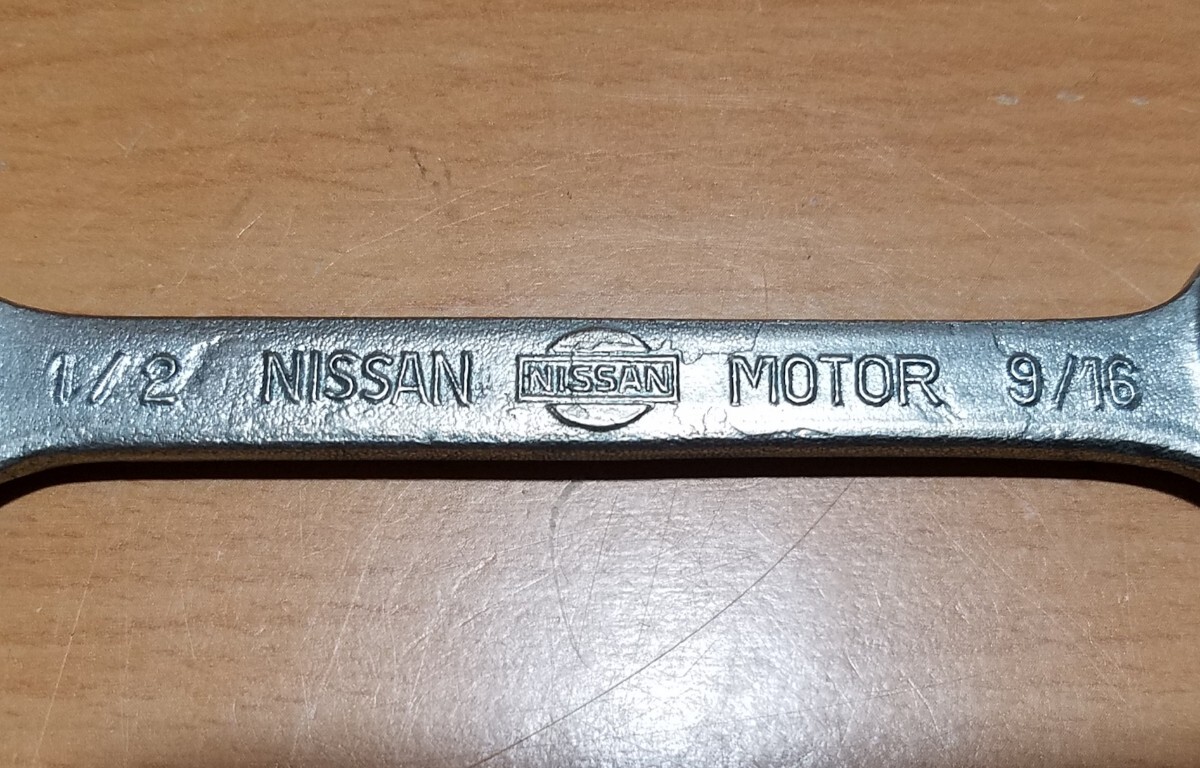 1/2 NISSAN NISSAN MOTOR 9/16